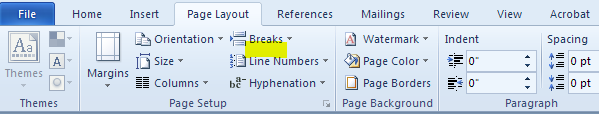 File Home Insert Page Layout References Mailings Review View Acrobat
Aa Themes
A
Themes
Margins
Orientation
Size
Columns
Breaks
Line Numbers
bc Hyphenation
a-
Page Setup
Watermark
Page Color
Page Borders
Page Background
Indent
0"
0"
Spacing
0 pt
0 pt
Paragraph